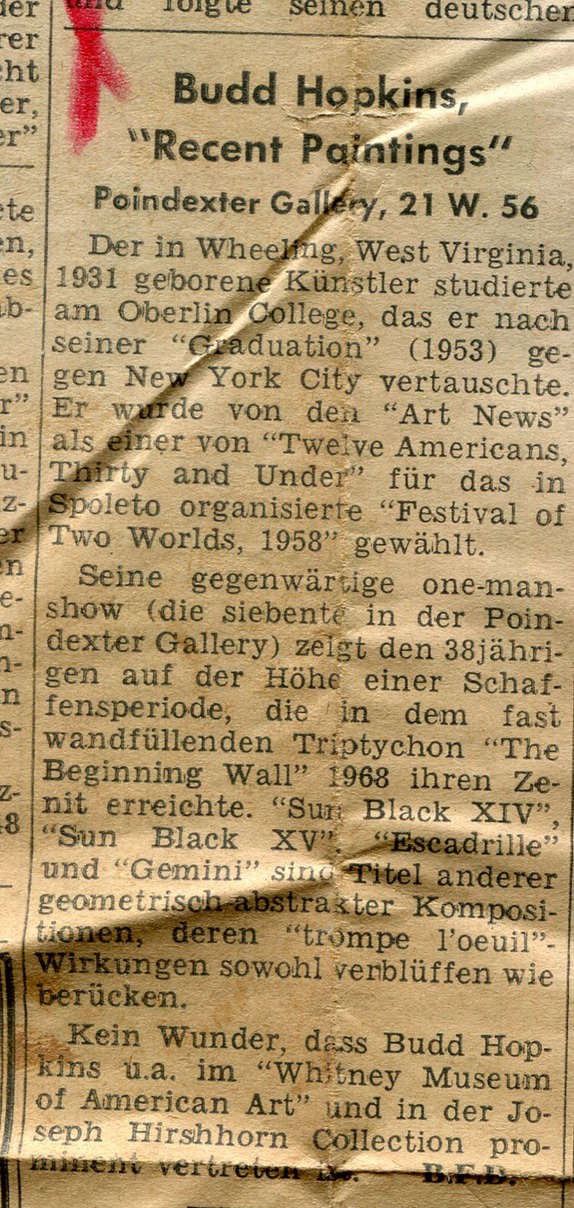 und folgte seinen deutschen
Budd Hopkins,
"Recent Paintings"
Poindexter Gallery, 21 W. 56
Der in Wheeling, West Virginia,
1931 geborene Künstler studierte
am Oberlin College, das er nach
seiner "Graduation" (1953) ge-
gen New York City vertauschte.
Er wurde von den "Art News"
als einer von "Twelve Americans,
Thirty and Under" für das in
Spoleto organisierte "Festival of
Two Worlds, 1958" gewählt.
Seine gegenwärtige one-man-
show (die siebente in der Poin-
dexter Gallery) zeigt den 38jähri-
gen auf der Höhe einer Schaf-
fensperiode, die in dem fast
wandfüllenden Triptychon "The
Beginning Wall" 1968 ihren Ze-
nit erreichte. "Sun Black XIV",
"Sun Black XV". "Escadrille"
und "Gemini" sind Titel anderer
geometrisch-abstrakter Komposi-
tionen, deren "trompe l'oeuil"-
Wirkungen sowohl verblüffen wie
berücken.
Kein Wunder, dass Budd Hop-
kins u.a. im "Whitney Museum
of American Art" und in der Jo-
seph Hirshhorn Collection pro-
minent vertreten ist. B.F.D.